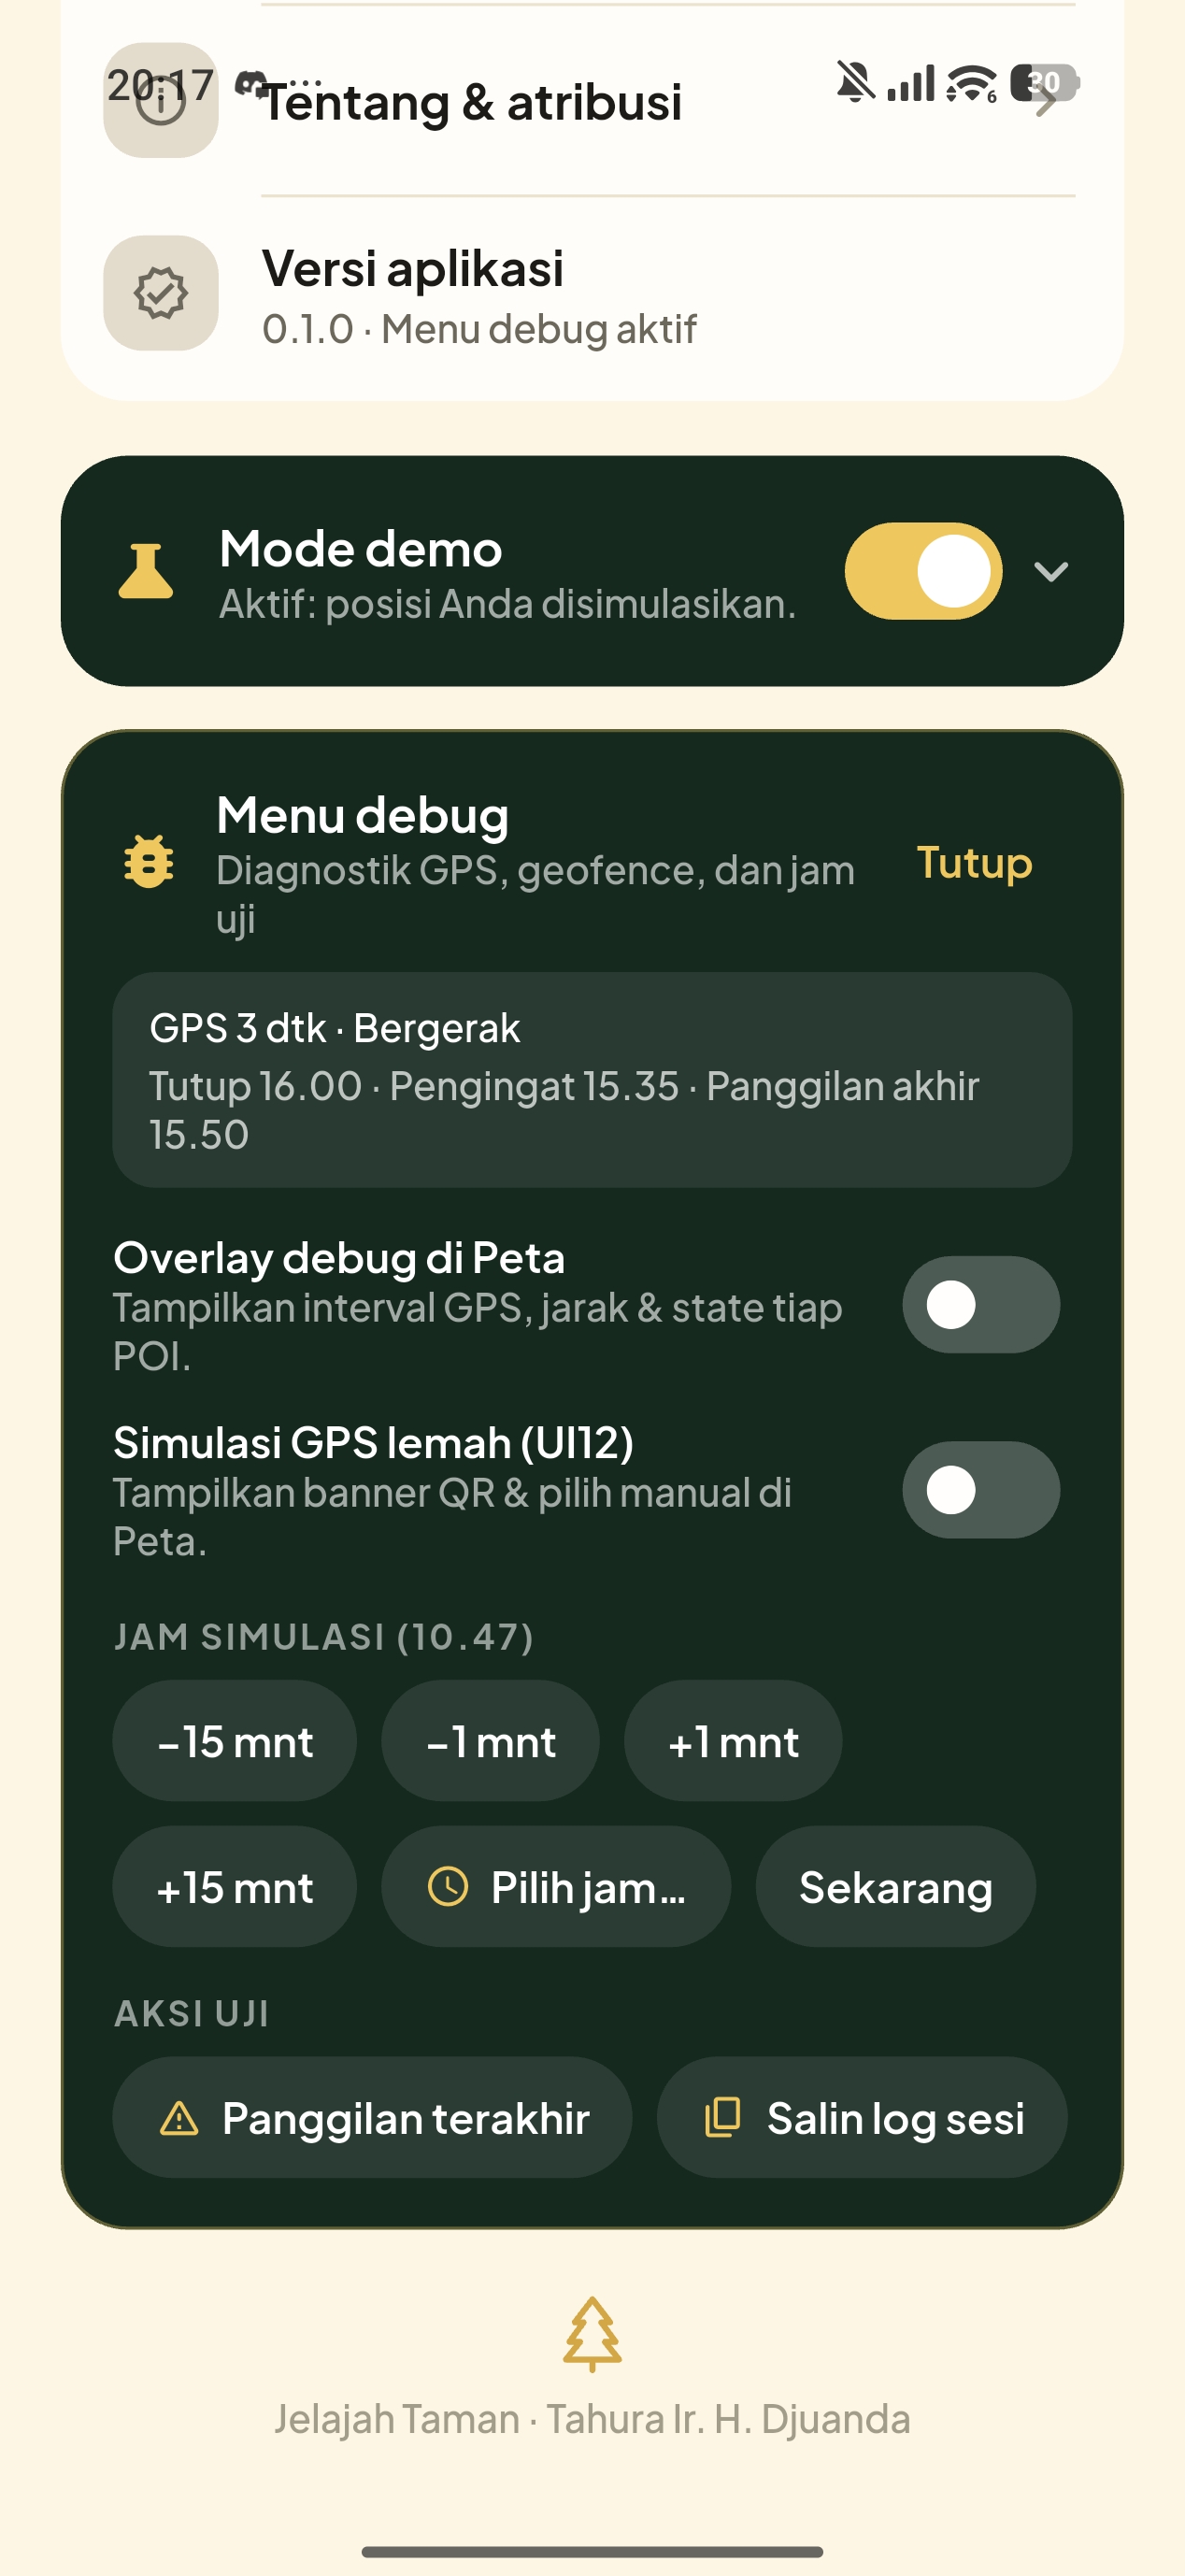 20:17
30
6
Tentang & atribusi
Versi aplikasi
0.1.0 · Menu debug aktif
Mode demo
Aktif: posisi Anda disimulasikan.
Menu debug
Diagnostik GPS, geofence, dan jam
uji
Tutup
GPS 3 dtk · Bergerak
Tutup 16.00 · Pengingat 15.35 · Panggilan akhir
15.50
Overlay debug di Peta
Tampilkan interval GPS, jarak & state tiap
POI.
Simulasi GPS lemah (UI12)
Tampilkan banner QR & pilih manual di
Peta.
JAM SIMULASI (10.47)
−15 mnt
−1 mnt
+1 mnt
+15 mnt
Pilih jam…
Sekarang
AKSI UJI
Panggilan terakhir
Salin log sesi
Jelajah Taman · Tahura Ir. H. Djuanda